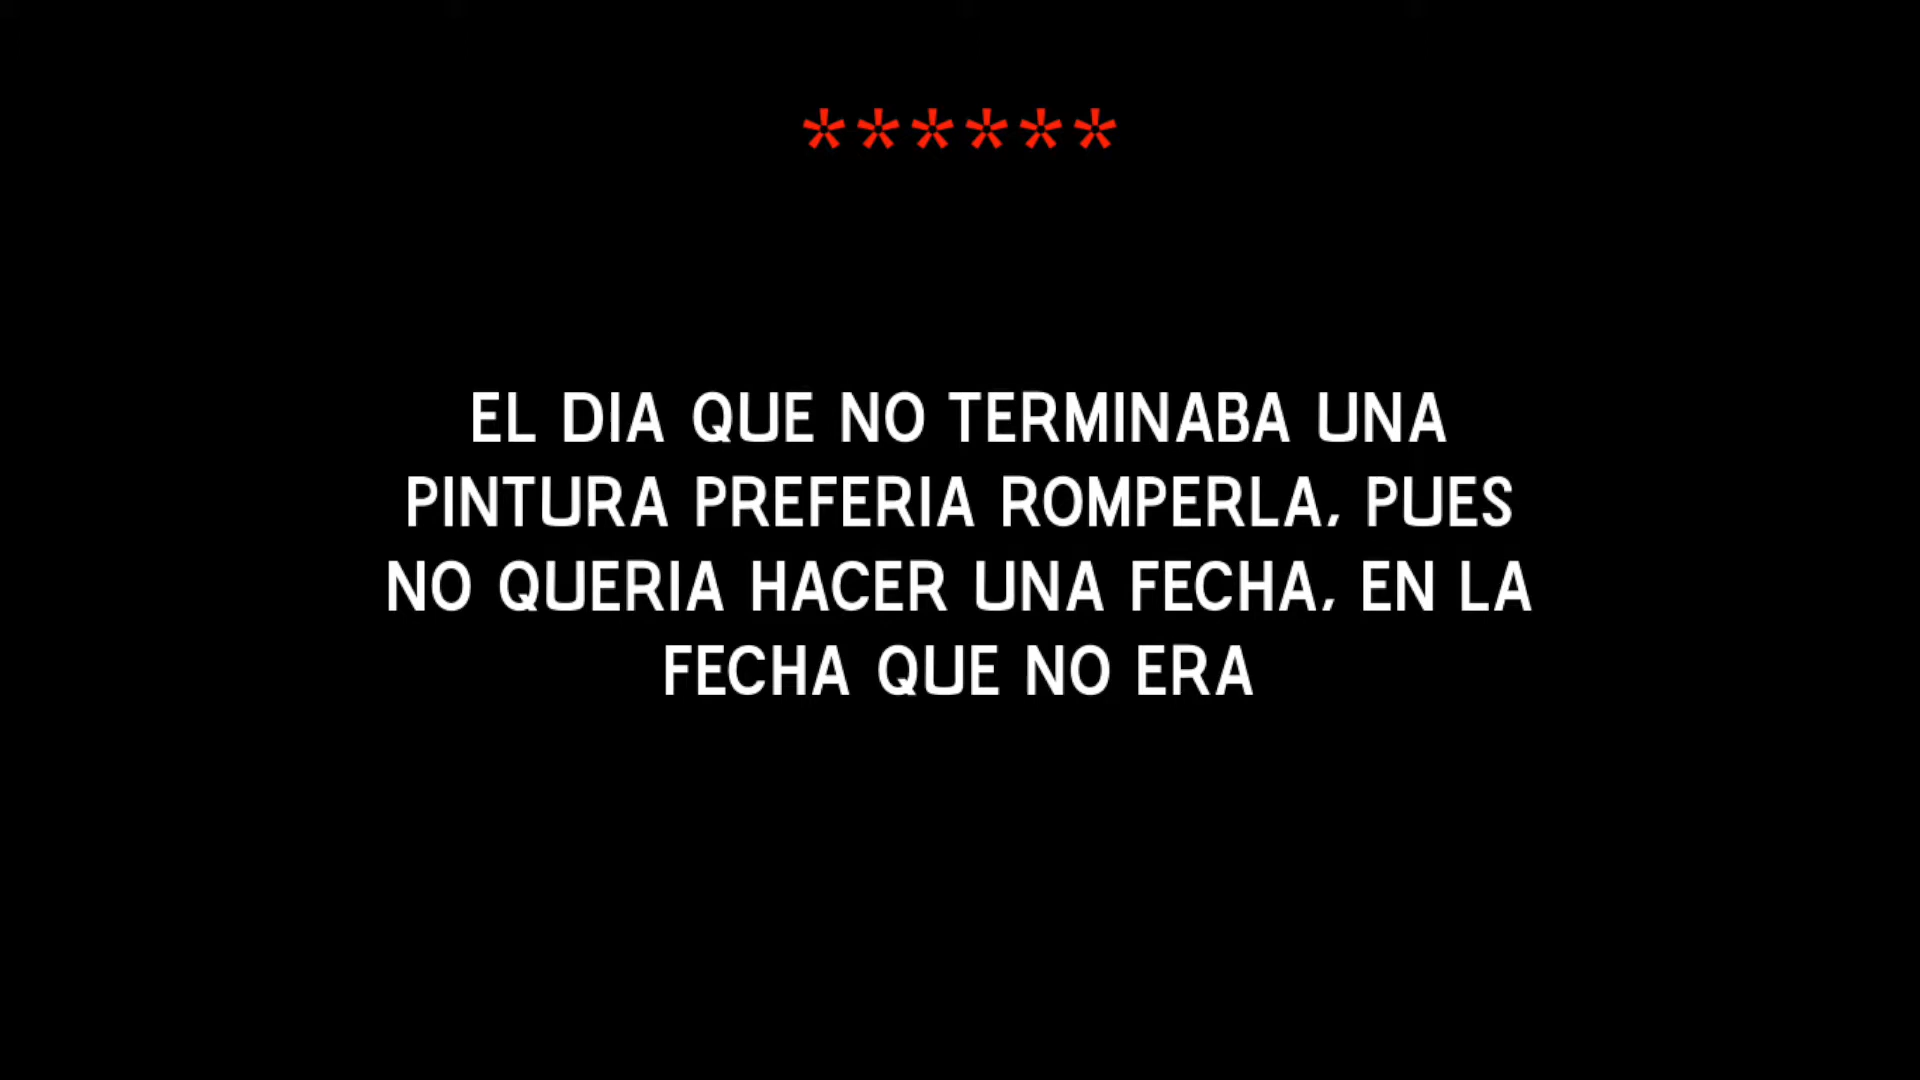 ******
EL DIA QUE NO TERMINABA UNA
PINTURA PREFERIA ROMPERLA, PUES
NO QUERIA HACER UNA FECHA, EN LA
FECHA QUE NO ERA